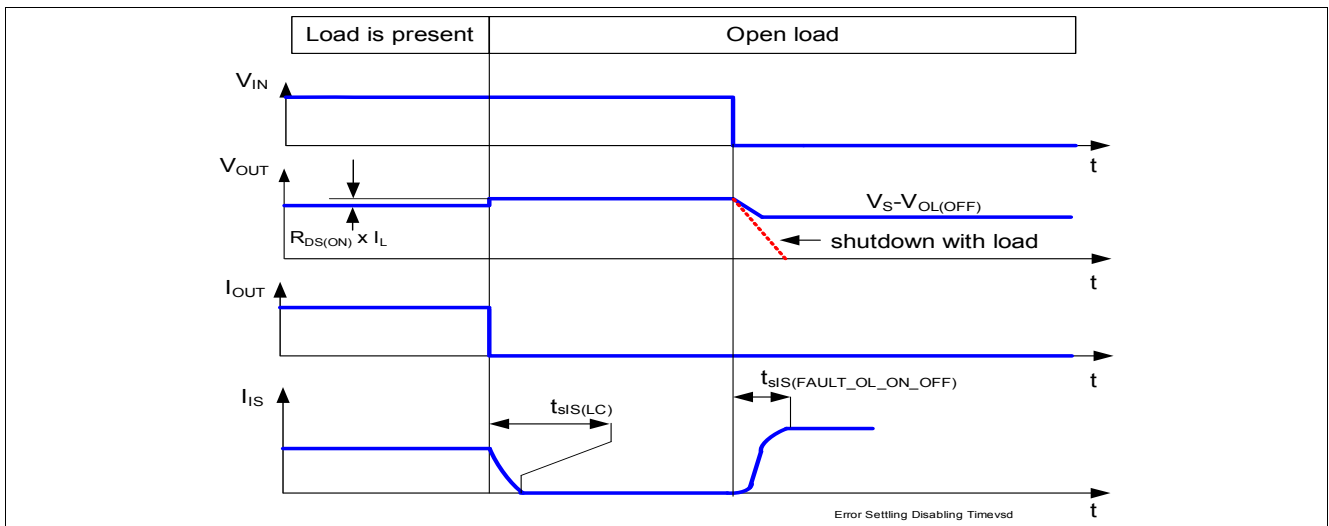 Load is present
Open load
VIN
t
VOUT
RDS(ON) x IL
VS-VOL(OFF)
shutdown with load
t
IOUT
t
IIS
tsIS(LC)
tsIS(FAULT_OL_ON_OFF)
t
Error Settling Disabling Timevsd